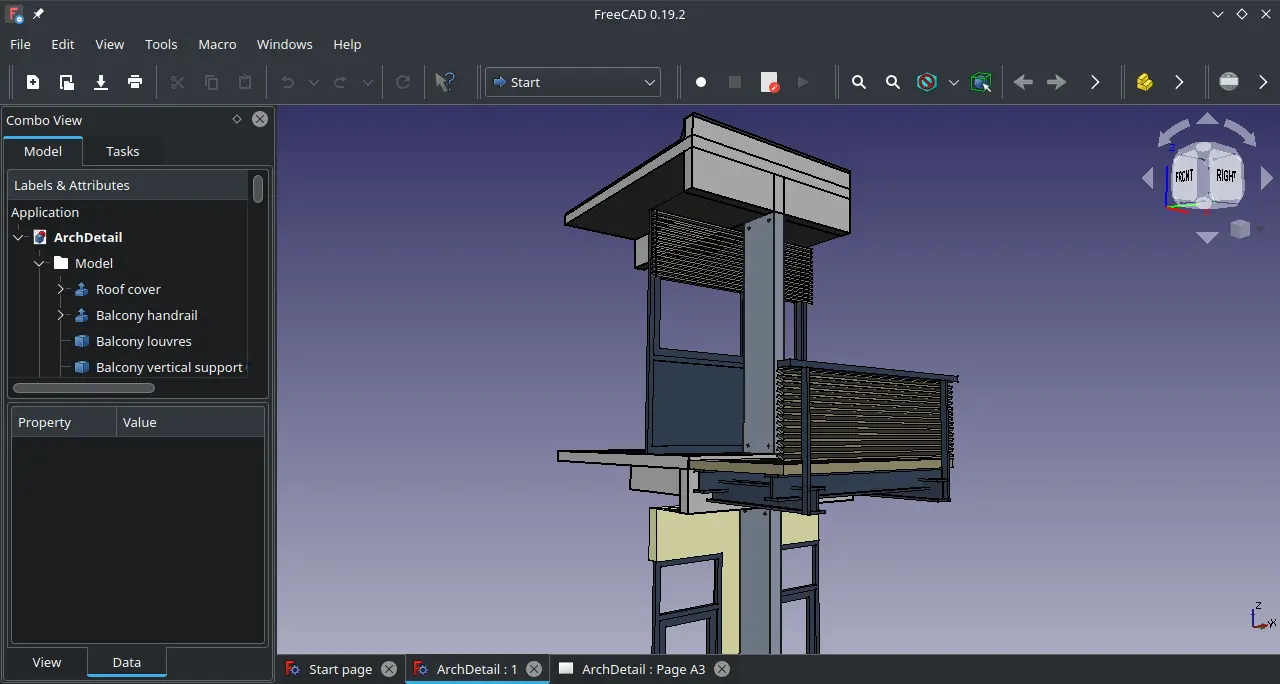 FreeCAD 0.19.2
File Edit View Tools Macro Windows Help
Start
Combo View
Model Tasks
Labels & Attributes
Application
ArchDetail
Model
Roof cover
Balcony handrail
Balcony louvres
Balcony vertical support
Property Value
View Data
Start page
ArchDetail : 1
ArchDetail : Page A3
Z
FRONT RIGHT
Z
X